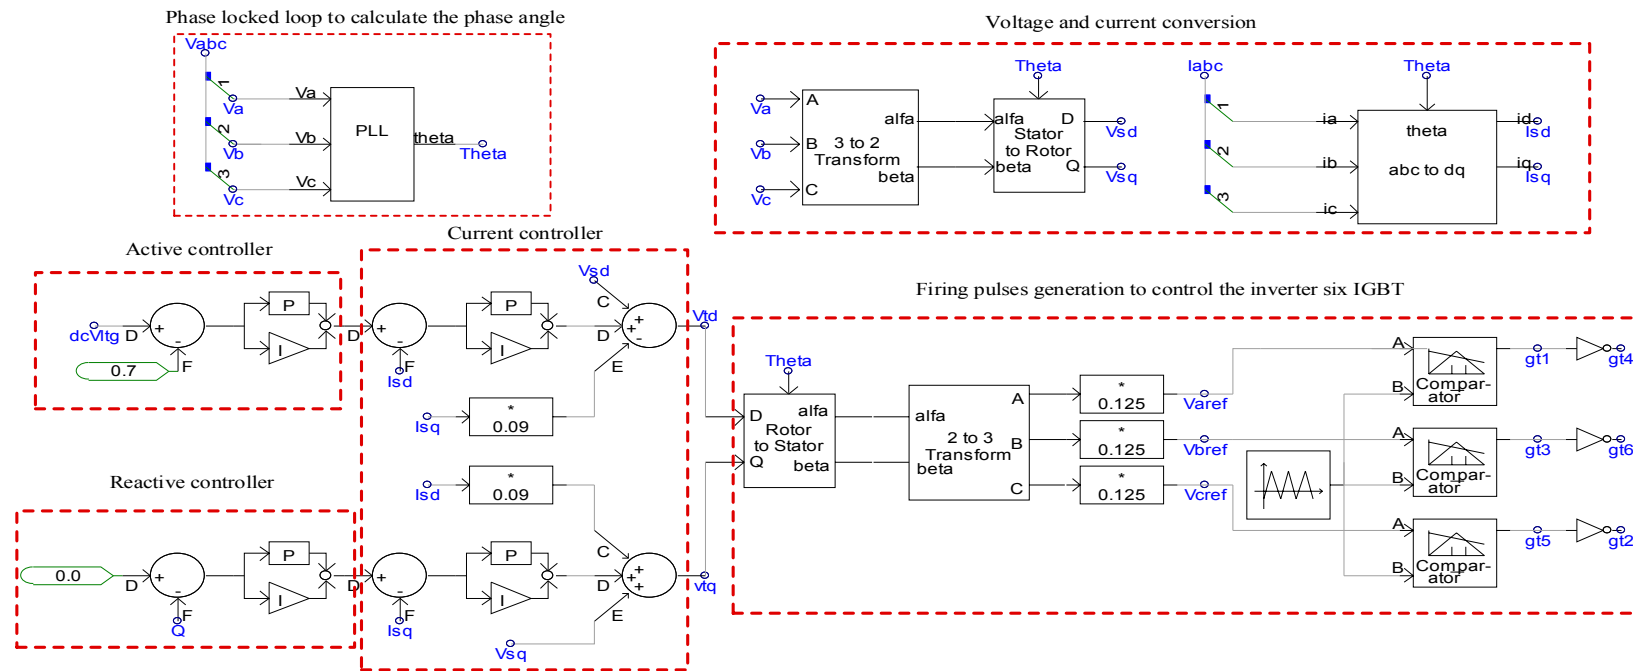 Phase locked loop to calculate the phase angle
Vabc
1
Va
Va
2
Vb
Vb
3
Vc
Vc
PLL
theta
Theta
Voltage and current conversion
Va
Vb
Vc
A
B
C
3 to 2
Transform
alfa
beta
Theta
alfa
beta
Stator
to Rotor
D
Q
Vsd
Vsq
Iabc
1
2
3
ia
ib
ic
Theta
theta
abc to dq
id
iq
Isd
Isq
Active controller
dcVltg
D
+
-
F
0.7
P
I
D
Current controller
+
-
F
Isd
P
I
Vsd
C
D
E
+
+
-
Vtd
Isq
*
0.09
Isd
*
0.09
Reactive controller
0.0
D
+
-
F
Q
P
I
D
+
-
F
Isq
P
I
C
D
E
+
+
+
Vsq
vtq
Firing pulses generation to control the inverter six IGBT
Theta
D
Q
Rotor
to Stator
alfa
beta
alfa
beta
2 to 3
Transform
A
B
C
*
0.125
*
0.125
*
0.125
Varef
Vbref
Vcref
A
B
Compar-
ator
gt1
gt4
A
B
Compar-
ator
gt3
gt6
A
B
Compar-
ator
gt5
gt2